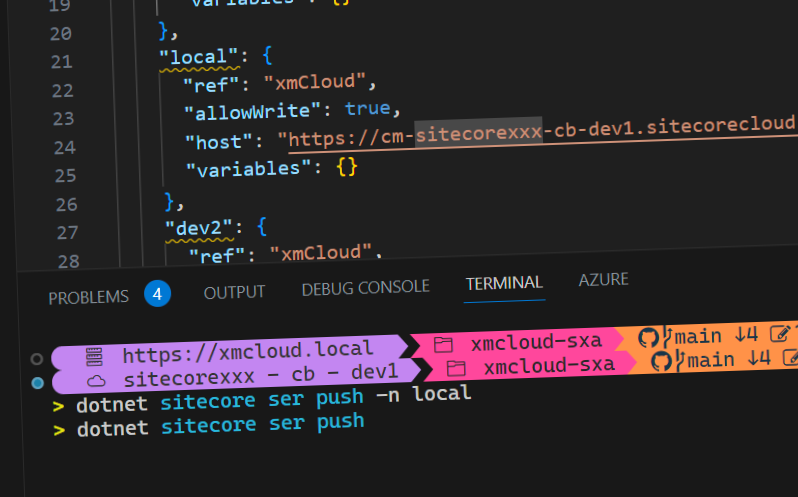 19 "variables": {}
20 },
21 "local": {
22 "ref": "xmCloud",
23 "allowWrite": true,
24 "host": "https://cm-sitecorexxx-cb-dev1.sitecorecloud
25 "variables": {}
26 },
27 "dev2": {
28 "ref": "xmCloud",
PROBLEMS 4 OUTPUT DEBUG CONSOLE TERMINAL AZURE
https://xmcloud.local xmcloud-sxa main ↓4
sitecorexxx - cb - dev1 xmcloud-sxa main ↓4
> dotnet sitecore ser push -n local
> dotnet sitecore ser push